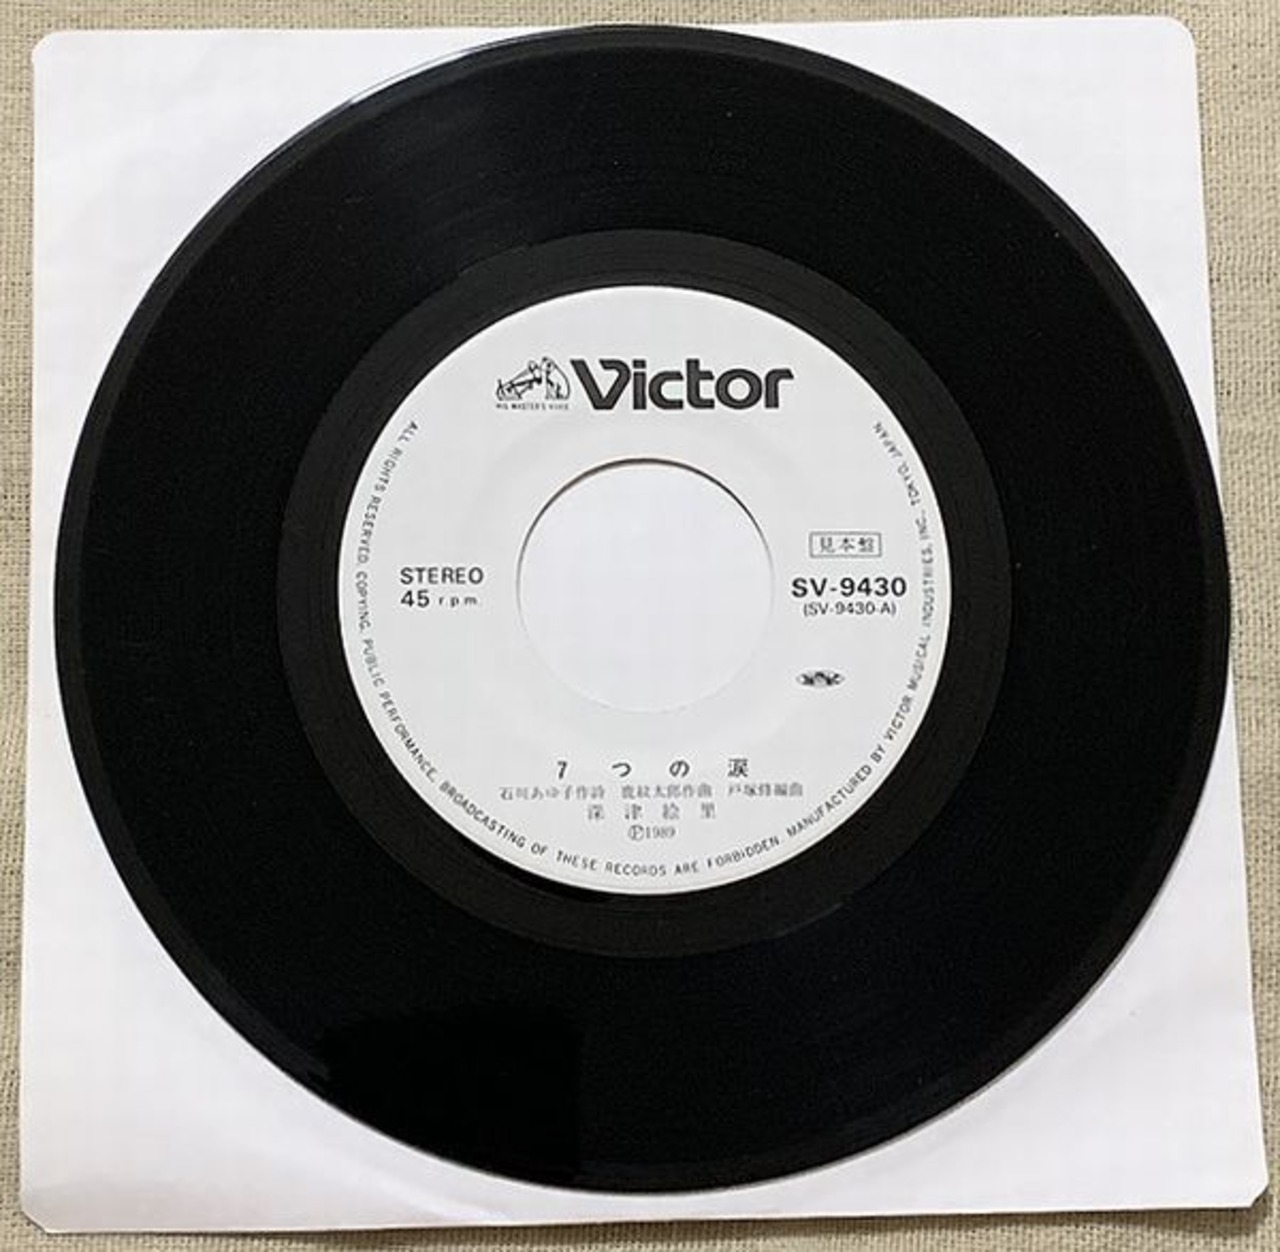 Victor
HIS MASTER'S VOICE
見本盤
STEREO
45 r.p.m.
SV-9430
(SV-9430-A)
7つの涙
石川あゆ子作詩 鹿紋太郎作曲 戸塚修編曲
深津絵里
Ⓟ1989
ALL RIGHTS RESERVED. COPYING, PUBLIC PERFORMANCE, BROADCASTING OF THESE RECORDS ARE FORBIDDEN. MANUFACTURED BY VICTOR MUSICAL INDUSTRIES, INC., TOKYO, JAPAN